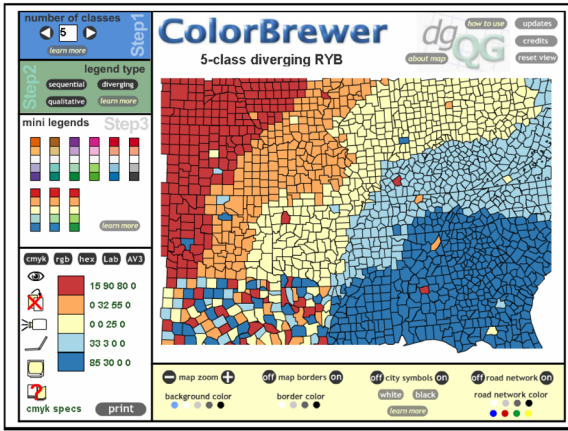 number of classes
5
learn more
Step1
ColorBrewer
5-class diverging RYB
how to use
updates
dg
QG
credits
about map
reset view
Step2
legend type
sequential
diverging
qualitative
learn more
mini legends
Step3
learn more
cmyk
rgb
hex
Lab
AV3
15 90 80 0
0 32 55 0
0 0 25 0
33 3 0 0
85 30 0 0
?
cmyk specs
print
map zoom
off map borders on
off city symbols on
off road network on
background color
border color
white
black
road network color
learn more